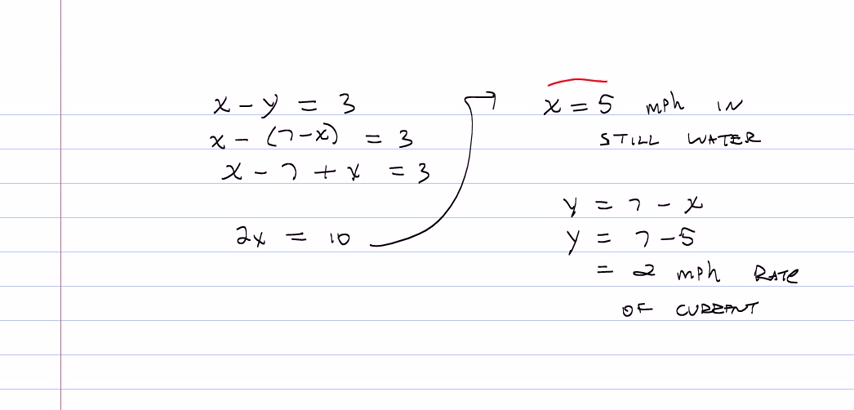 x - y = 3
x - (7-x) = 3
x - 7 + x = 3
2x = 10
x = 5 mph IN
STILL WATER
y = 7 - x
y = 7 - 5
= 2 mph RATE
OF CURRENT